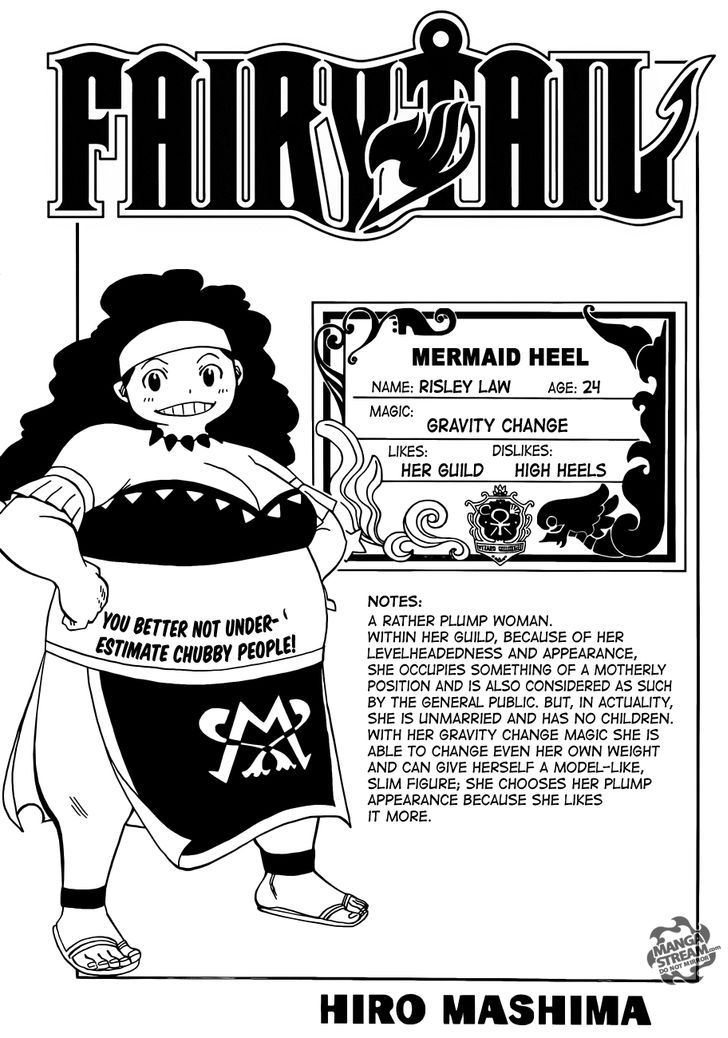 FAIRY TAIL
MERMAID HEEL
NAME: RISLEY LAW AGE: 24
MAGIC:
GRAVITY CHANGE
LIKES: DISLIKES:
HER GUILD HIGH HEELS
NOTES:
A RATHER PLUMP WOMAN.
WITHIN HER GUILD, BECAUSE OF HER
LEVELHEADEDNESS AND APPEARANCE,
SHE OCCUPIES SOMETHING OF A MOTHERLY
POSITION AND IS ALSO CONSIDERED AS SUCH
BY THE GENERAL PUBLIC. BUT, IN ACTUALITY,
SHE IS UNMARRIED AND HAS NO CHILDREN.
WITH HER GRAVITY CHANGE MAGIC SHE IS
ABLE TO CHANGE EVEN HER OWN WEIGHT
AND CAN GIVE HERSELF A MODEL-LIKE,
SLIM FIGURE; SHE CHOOSES HER PLUMP
APPEARANCE BECAUSE SHE LIKES
IT MORE.
YOU BETTER NOT UNDER-
ESTIMATE CHUBBY PEOPLE!
MANGA
STREAM.com
DO NOT MIRROR
HIRO MASHIMA